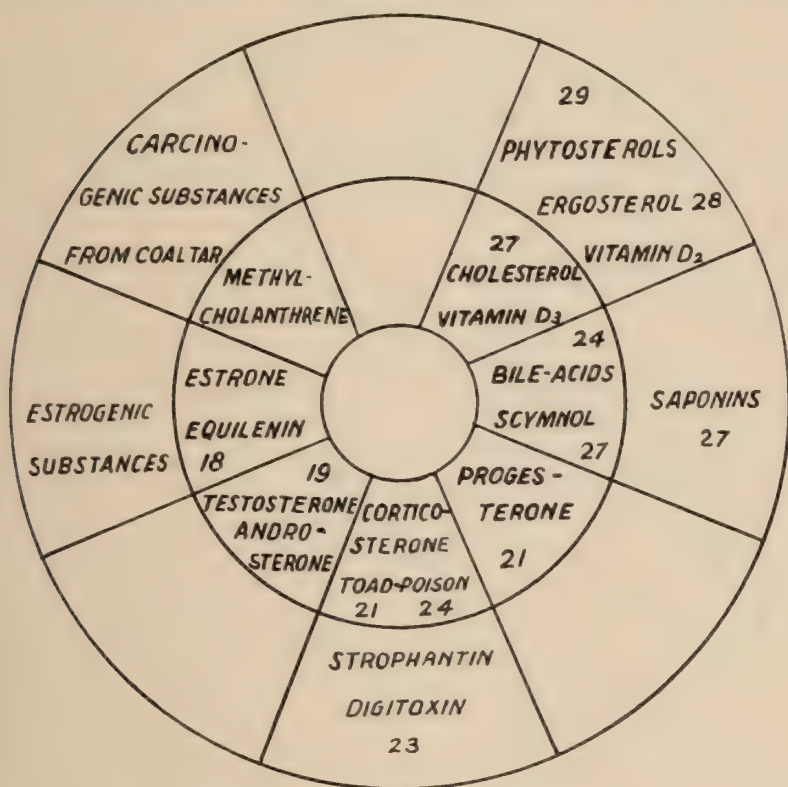 CARCINO-
GENIC SUBSTANCES
FROM COALTAR
29
PHYTOSTEROLS
ERGOSTEROL 28
VITAMIN D₂
METHYL-
CHOLANTHRENE
27
CHOLESTEROL
VITAMIN D₃
ESTROGENIC
SUBSTANCES
ESTRONE
EQUILENIN
18
24
BILE-ACIDS
SCYMNOL
27
SAPONINS
27
19
TESTOSTERONE
ANDRO-
STERONE
CORTICO-
STERONE
TOAD-POISON
21 24
PROGES-
TERONE
21
STROPHANTIN
DIGITOXIN
23